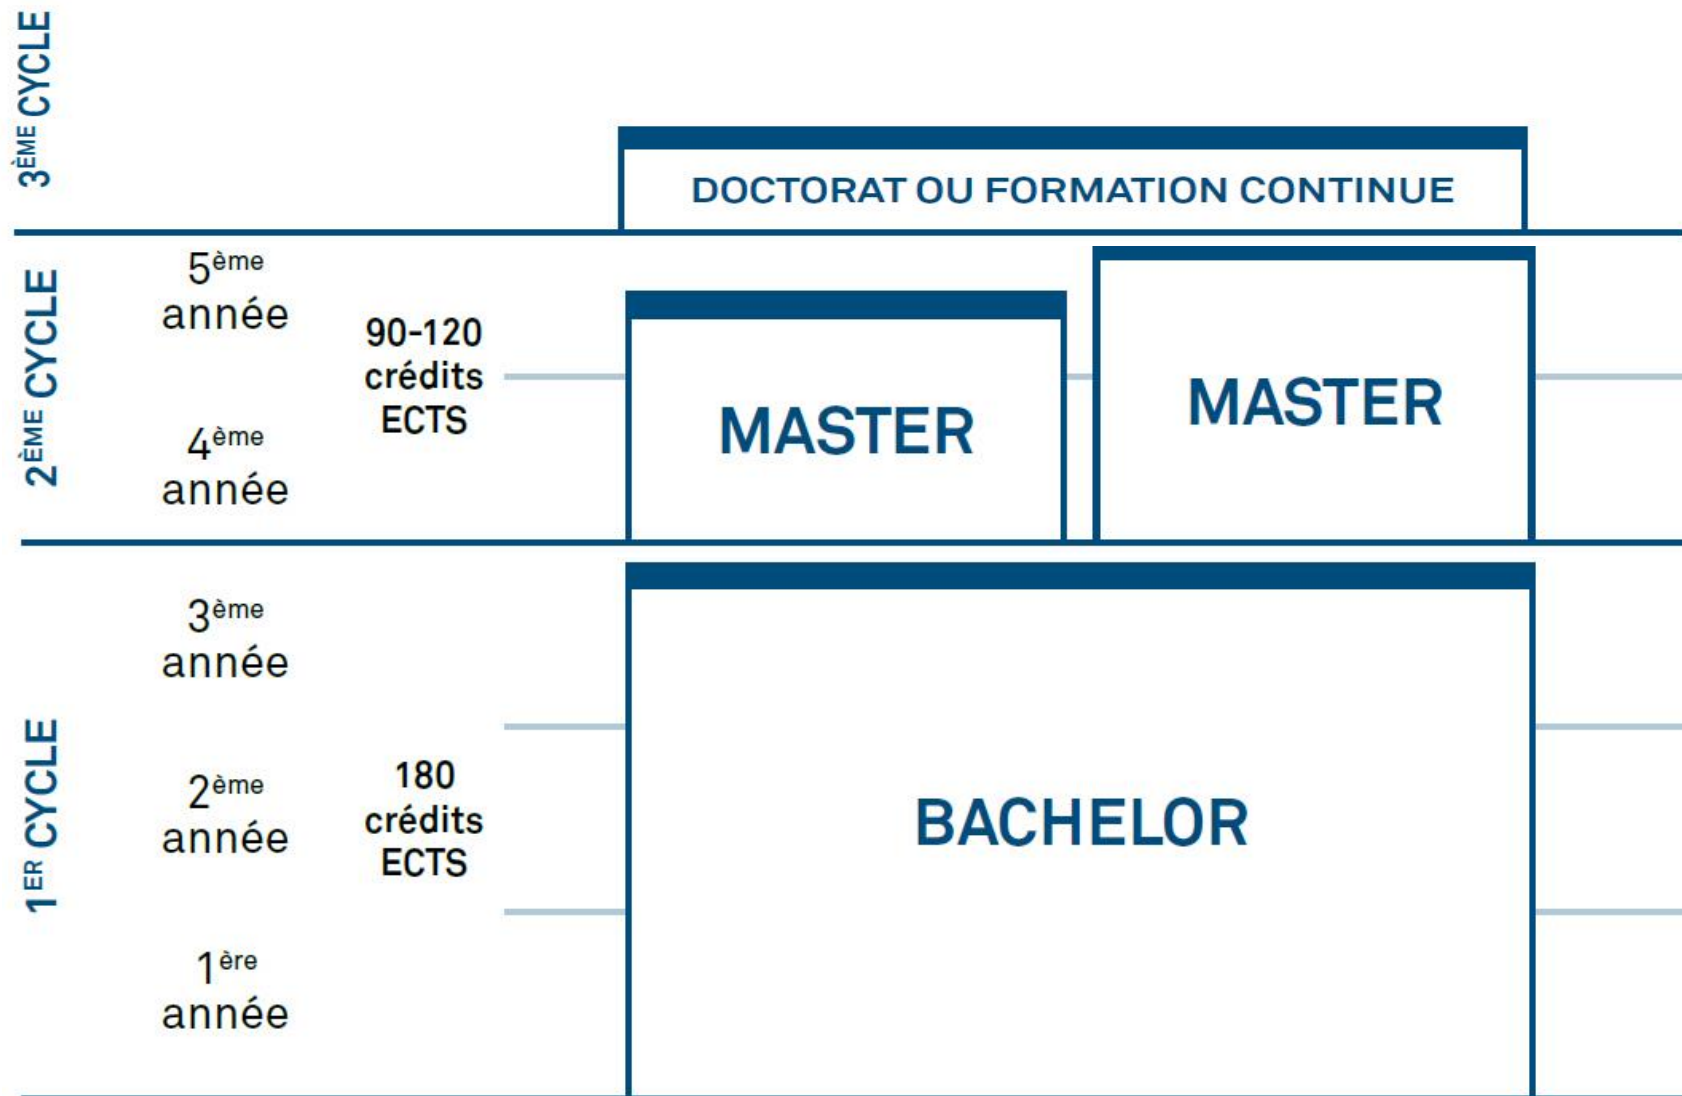 3ÈME CYCLE
DOCTORAT OU FORMATION CONTINUE
2ÈME CYCLE
5ème
année
4ème
année
90-120
crédits
ECTS
MASTER
MASTER
1ER CYCLE
3ème
année
2ème
année
1ère
année
180
crédits
ECTS
BACHELOR